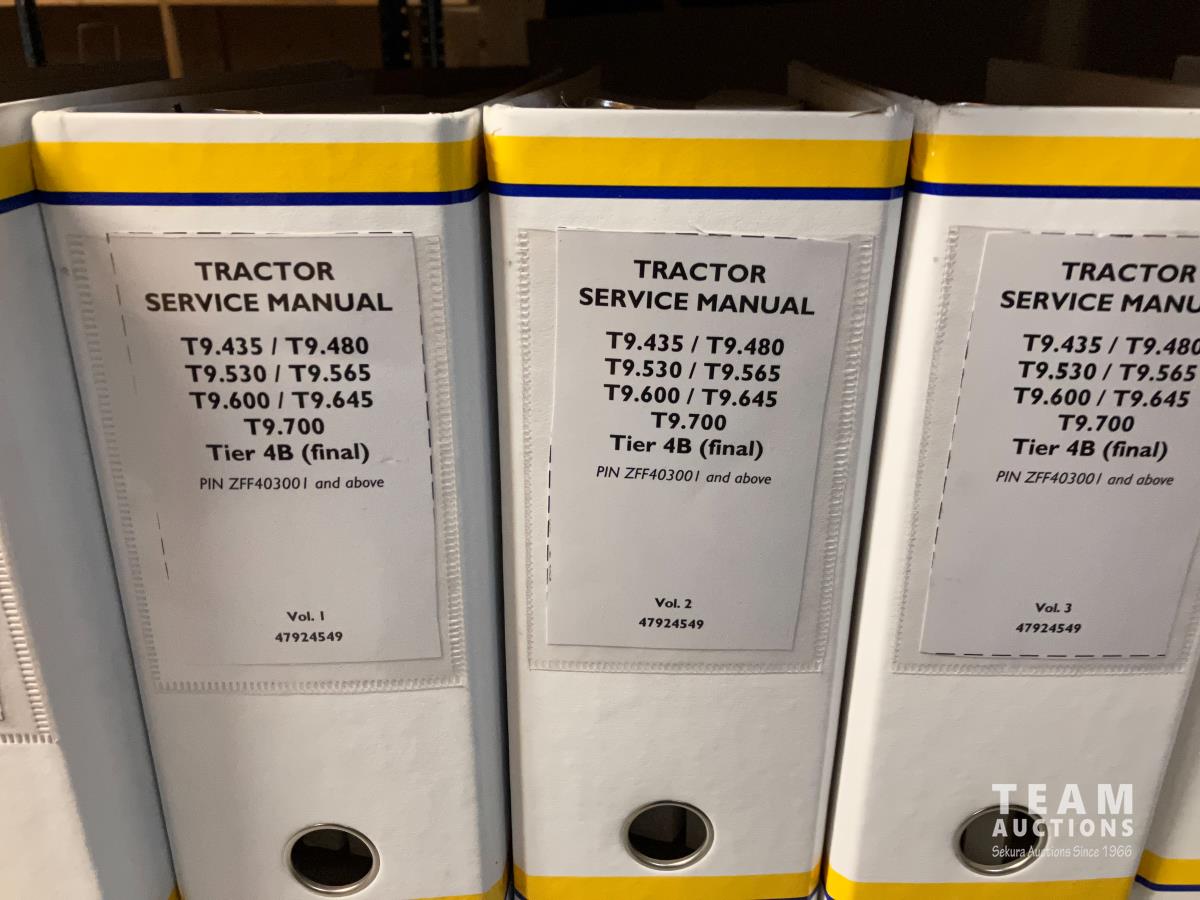 TRACTOR
SERVICE MANUAL
T9.435 / T9.480
T9.530 / T9.565
T9.600 / T9.645
T9.700
Tier 4B (final)
PIN ZFF403001 and above
Vol. 1
47924549
TRACTOR
SERVICE MANUAL
T9.435 / T9.480
T9.530 / T9.565
T9.600 / T9.645
T9.700
Tier 4B (final)
PIN ZFF403001 and above
Vol. 2
47924549
TRACTOR
SERVICE MANU
T9.435 / T9.480
T9.530 / T9.565
T9.600 / T9.645
T9.700
Tier 4B (final)
PIN ZFF403001 and above
Vol. 3
47924549
TEAM
AUCTIONS
Sekura Auctions Since 1966